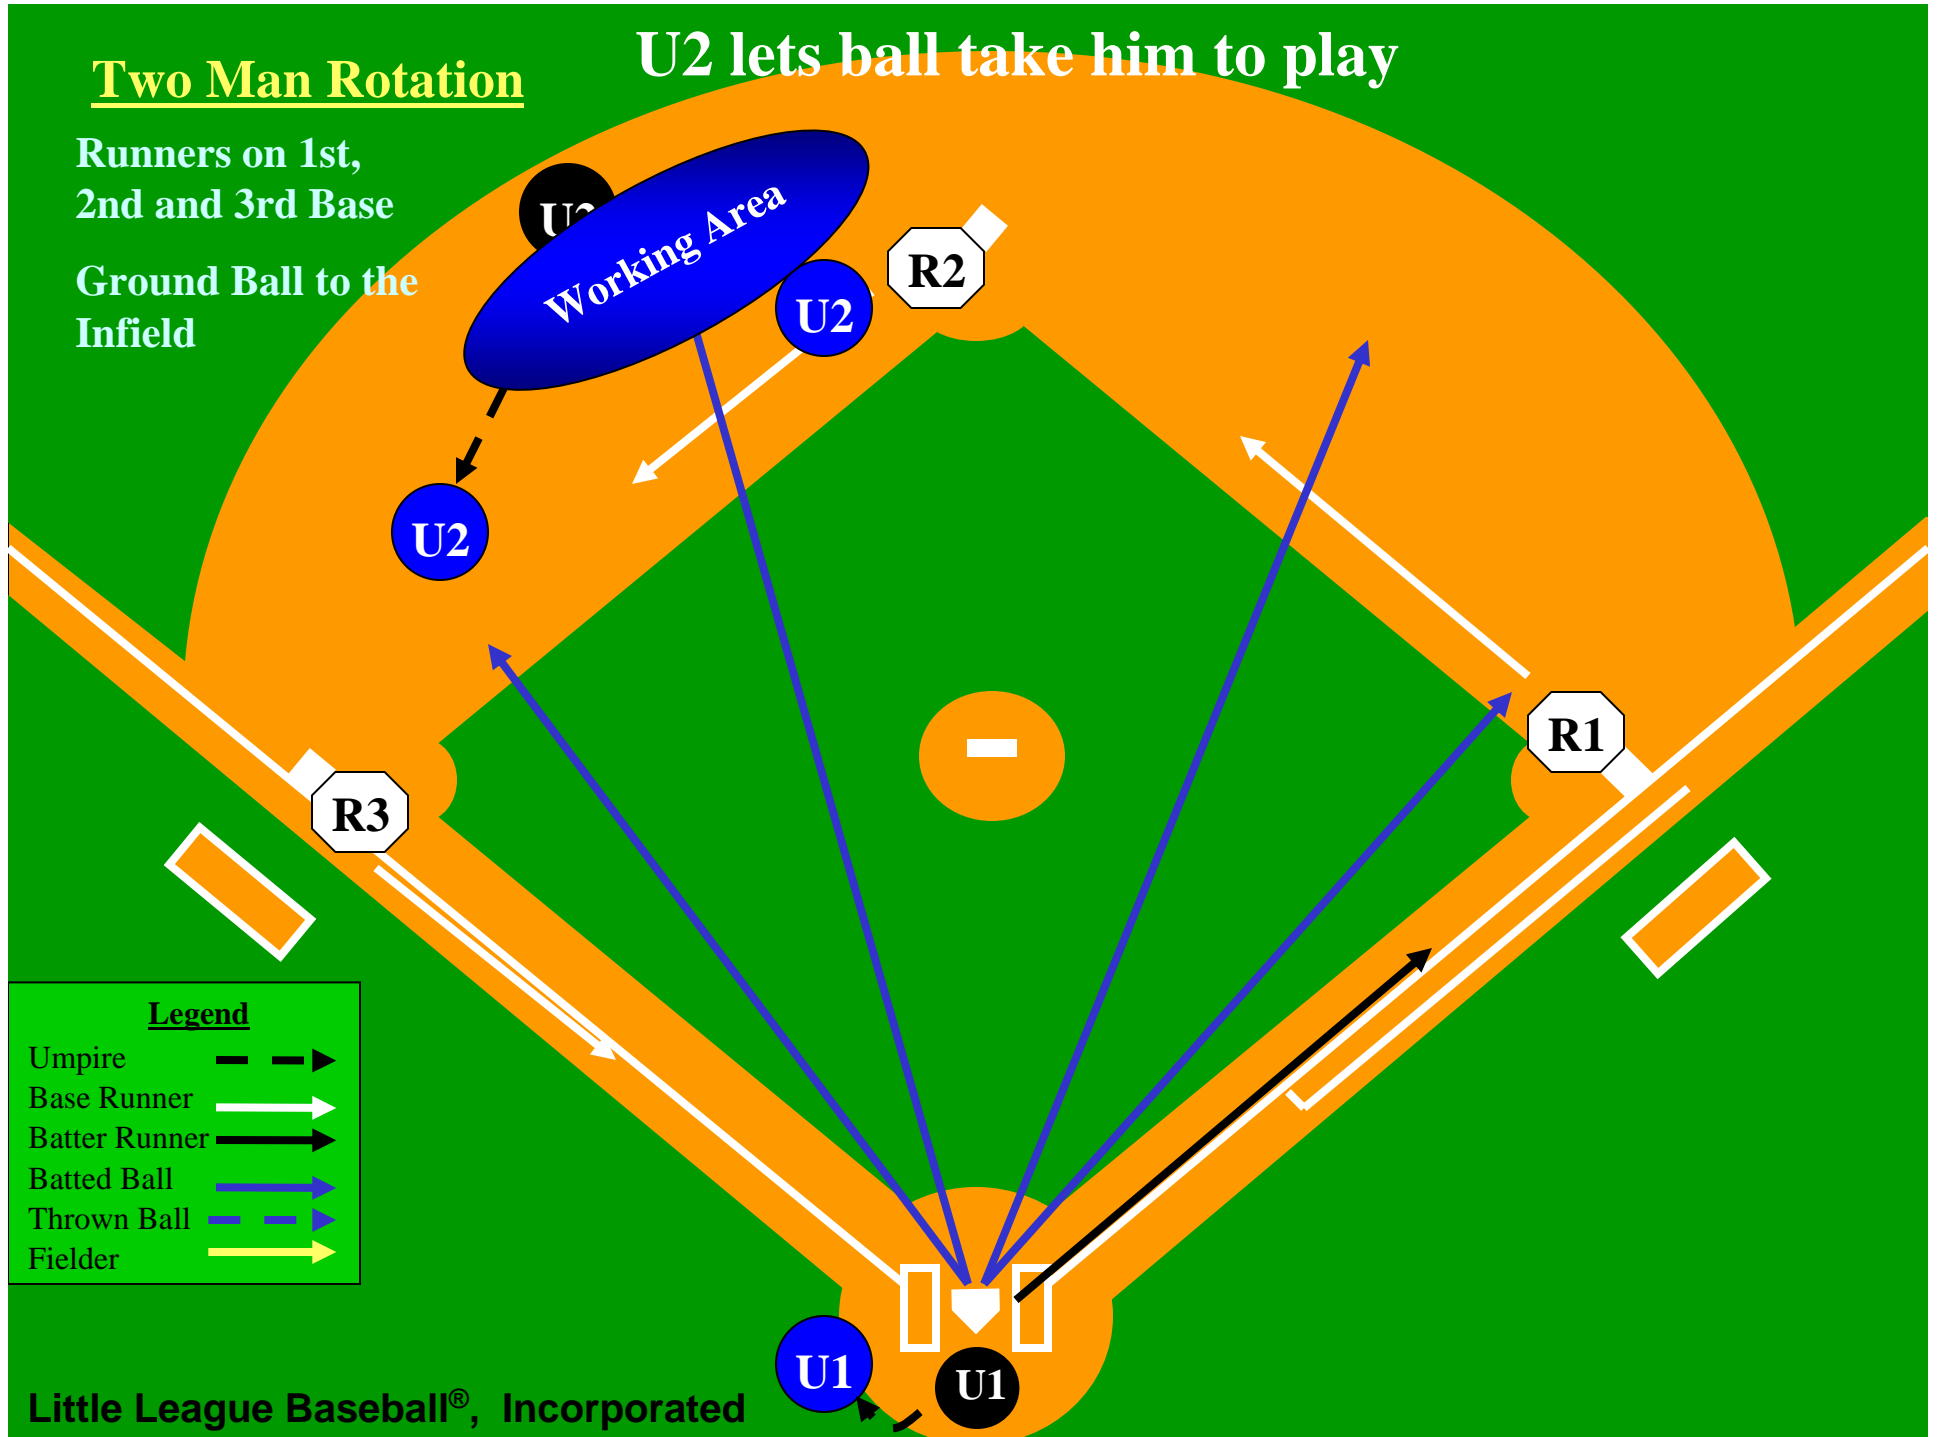 U2 lets ball take him to play
Two Man Rotation
Runners on 1st,
2nd and 3rd Base
Ground Ball to the
Infield
U2
Working Area
U2
R2
U2
R1
R3
Legend
Umpire
Base Runner
Batter Runner
Batted Ball
Thrown Ball
Fielder
U1
U1
Little League Baseball®, Incorporated